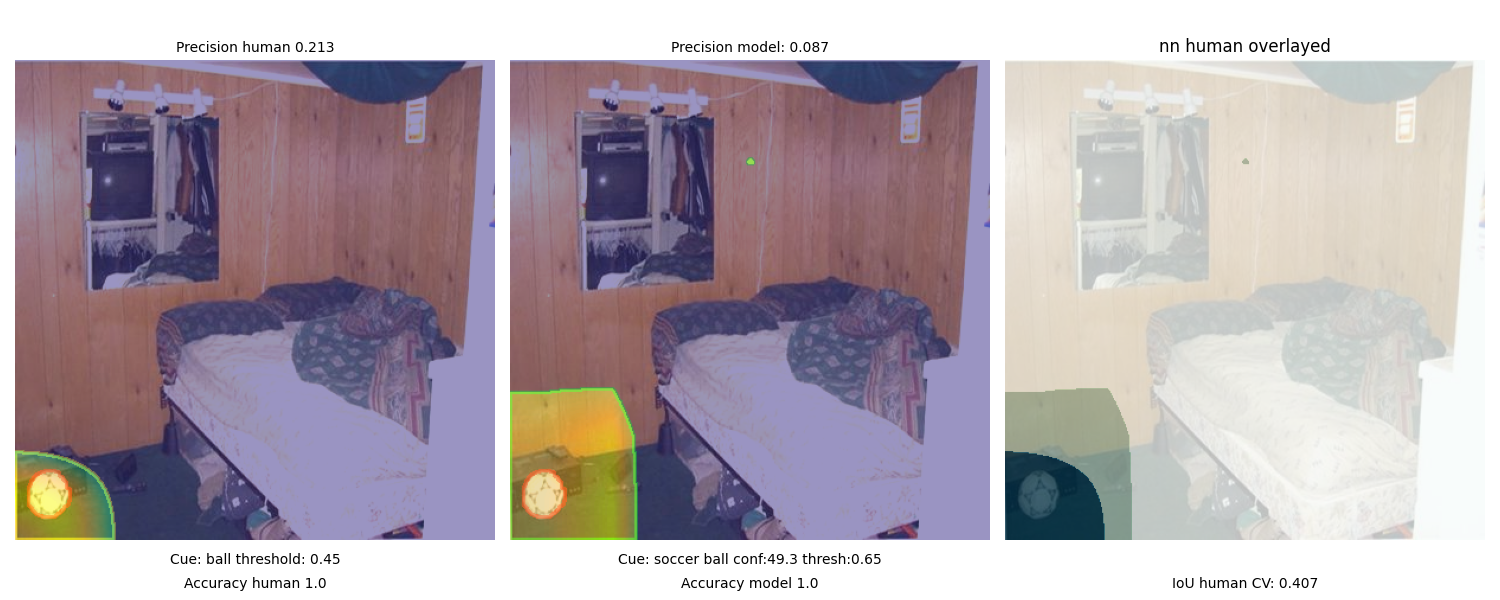 Precision human 0.213
Precision model: 0.087
nn human overlayed
Cue: ball threshold: 0.45
Cue: soccer ball conf:49.3 thresh:0.65
Accuracy human 1.0
Accuracy model 1.0
IoU human CV: 0.407